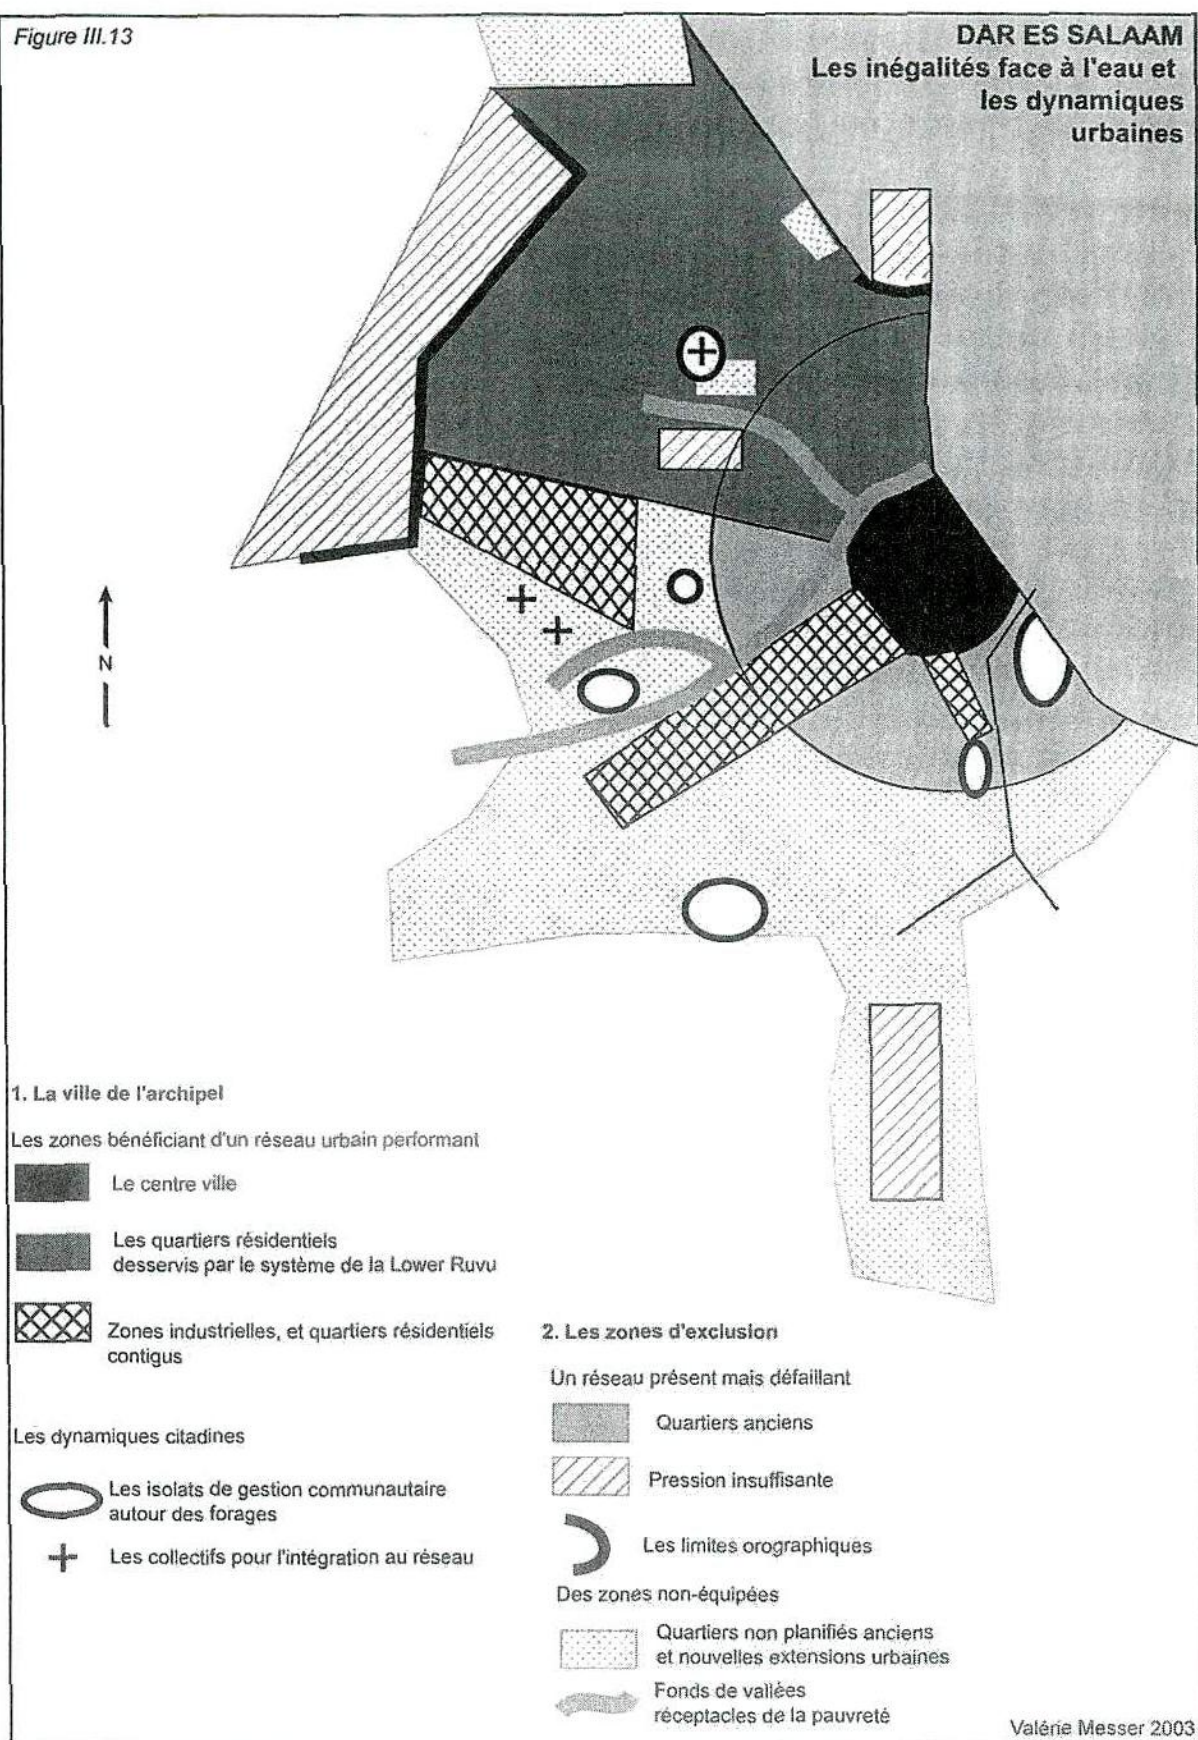 Figure III.13
DAR ES SALAAM
Les inégalités face à l'eau et
les dynamiques
urbaines
N
1. La ville de l'archipel
Les zones bénéficiant d'un réseau urbain performant
Le centre ville
Les quartiers résidentiels
desservis par le système de la Lower Ruvu
Zones industrielles, et quartiers résidentiels
contigus
Les dynamiques citadines
Les isolats de gestion communautaire
autour des forages
Les collectifs pour l'intégration au réseau
2. Les zones d'exclusion
Un réseau présent mais défaillant
Quartiers anciens
Pression insuffisante
Les limites orographiques
Des zones non-équipées
Quartiers non planifiés anciens
et nouvelles extensions urbaines
Fonds de vallées
réceptacles de la pauvreté
Valérie Messer 2003